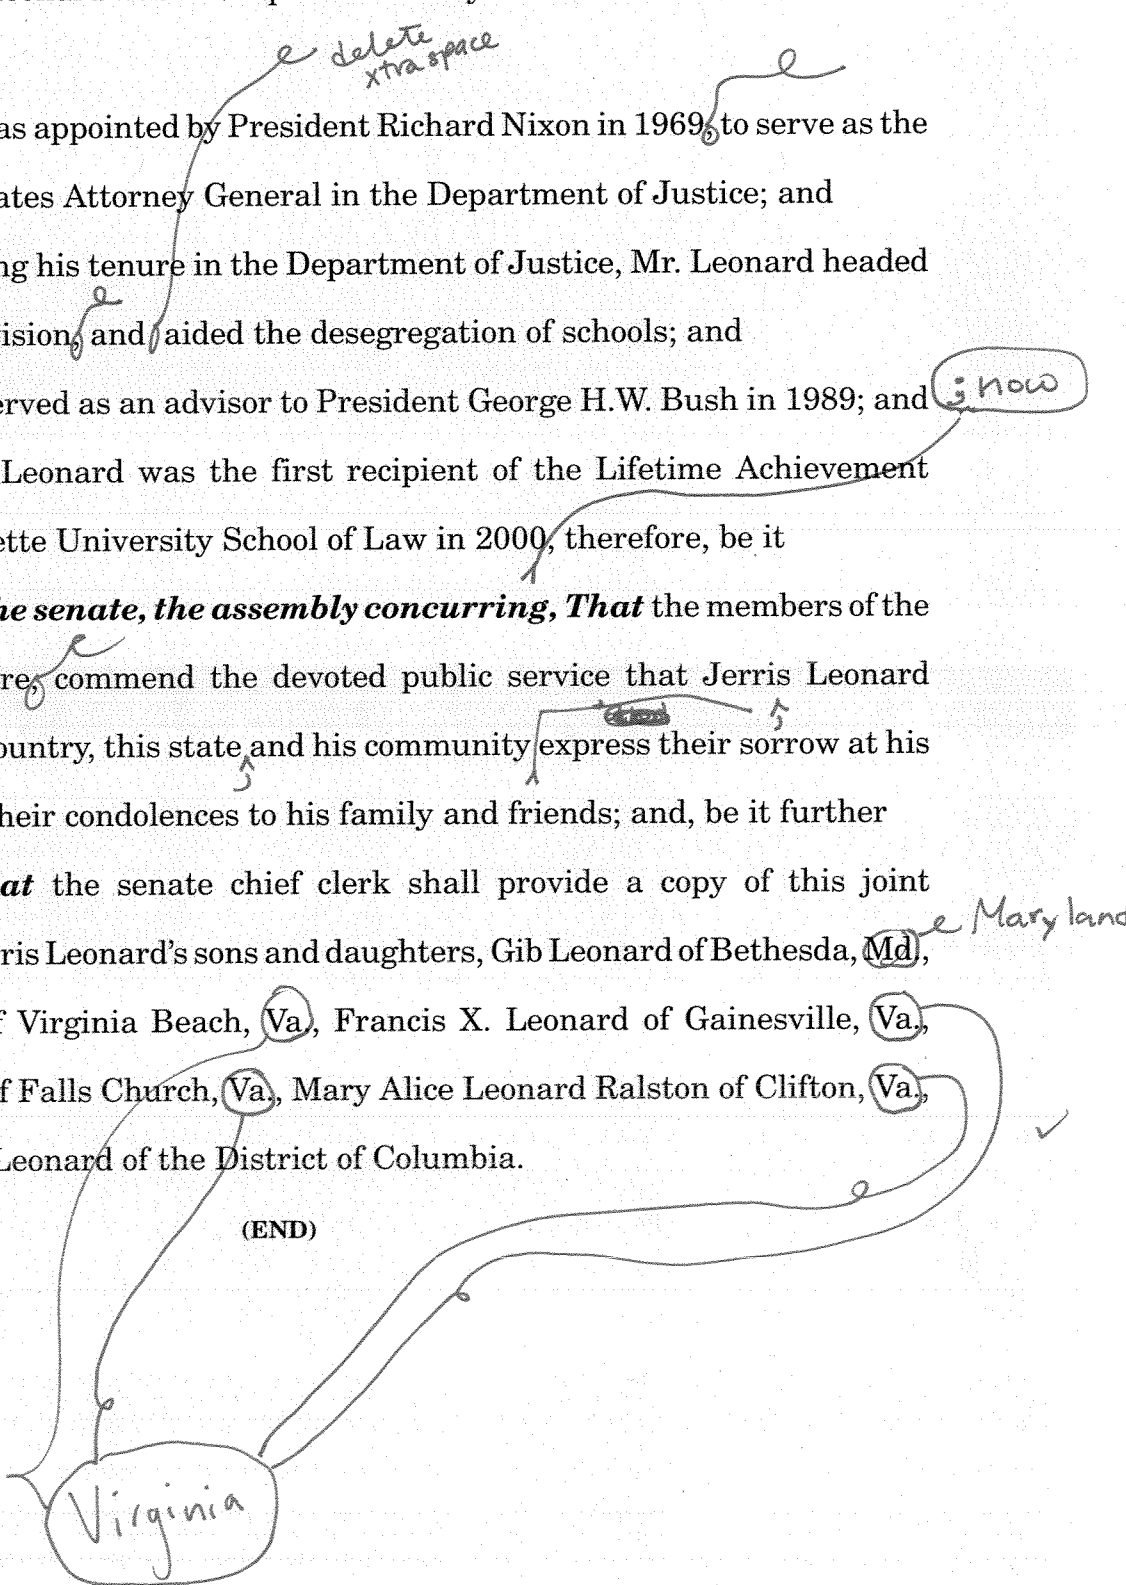 delete
xtra space
as appointed by President Richard Nixon in 1969, to serve as the
ates Attorney General in the Department of Justice; and
ng his tenure in the Department of Justice, Mr. Leonard headed
ision, and aided the desegregation of schools; and
erved as an advisor to President George H.W. Bush in 1989; and
; now
Leonard was the first recipient of the Lifetime Achievement
ette University School of Law in 2000, therefore, be it
he senate, the assembly concurring, That the members of the
re, commend the devoted public service that Jerris Leonard
ountry, this state and his community express their sorrow at his
heir condolences to his family and friends; and, be it further
at the senate chief clerk shall provide a copy of this joint
Maryland
rris Leonard's sons and daughters, Gib Leonard of Bethesda, Md.,
f Virginia Beach, Va., Francis X. Leonard of Gainesville, Va.,
f Falls Church, Va., Mary Alice Leonard Ralston of Clifton, Va.,
Leonard of the District of Columbia.
(END)
Virginia